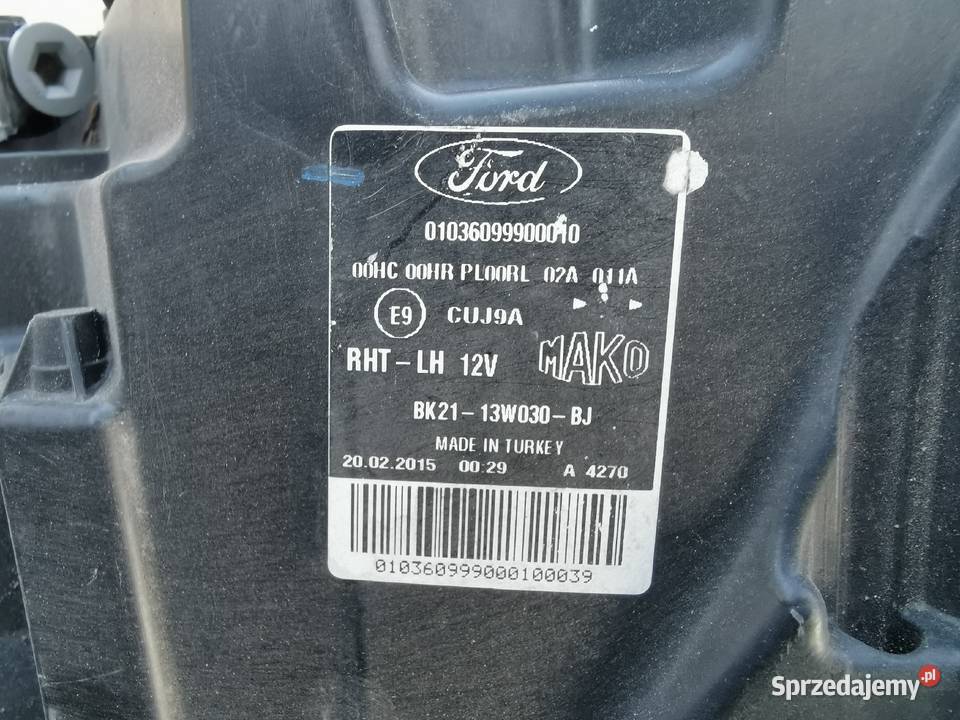 Ford
01036099900010
00HC 00HR PL00RL 02A 011A
E9 CUJ9A
RHT-LH 12V MAKO
BK21-13W030-BJ
MADE IN TURKEY
20.02.2015 00:29 A 4270
010360999000100039
Sprzedajemy.pl